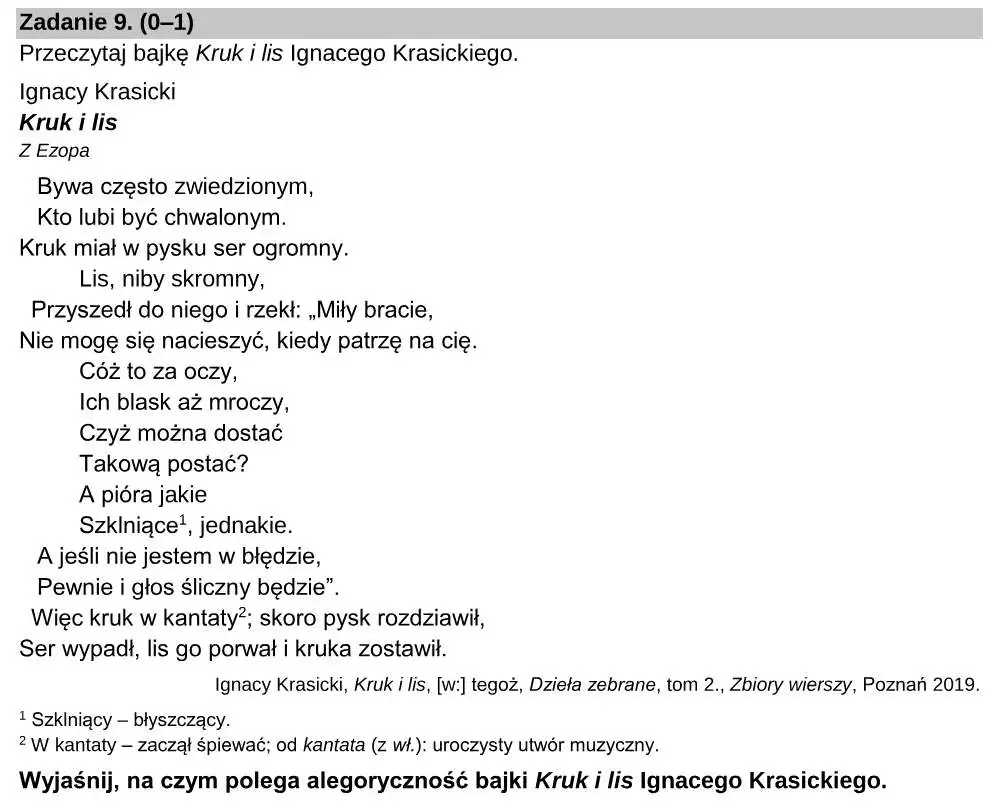 Zadanie 9. (0–1)
Przeczytaj bajkę Kruk i lis Ignacego Krasickiego.
Ignacy Krasicki
Kruk i lis
Z Ezopa
Bywa często zwiedzionym,
Kto lubi być chwalonym.
Kruk miał w pysku ser ogromny.
Lis, niby skromny,
Przyszedł do niego i rzekł: „Miły bracie,
Nie mogę się nacieszyć, kiedy patrzę na cię.
Cóż to za oczy,
Ich blask aż mroczy,
Czyż można dostać
Takową postać?
A pióra jakie
Szklniące¹, jednakie.
A jeśli nie jestem w błędzie,
Pewnie i głos śliczny będzie”.
Więc kruk w kantaty²; skoro pysk rozdziawił,
Ser wypadł, lis go porwał i kruka zostawił.
Ignacy Krasicki, Kruk i lis, [w:] tegoż, Dzieła zebrane, tom 2., Zbiory wierszy, Poznań 2019.
¹ Szklniący – błyszczący.
² W kantaty – zaczął śpiewać; od kantata (z wł.): uroczysty utwór muzyczny.
Wyjaśnij, na czym polega alegoryczność bajki Kruk i lis Ignacego Krasickiego.